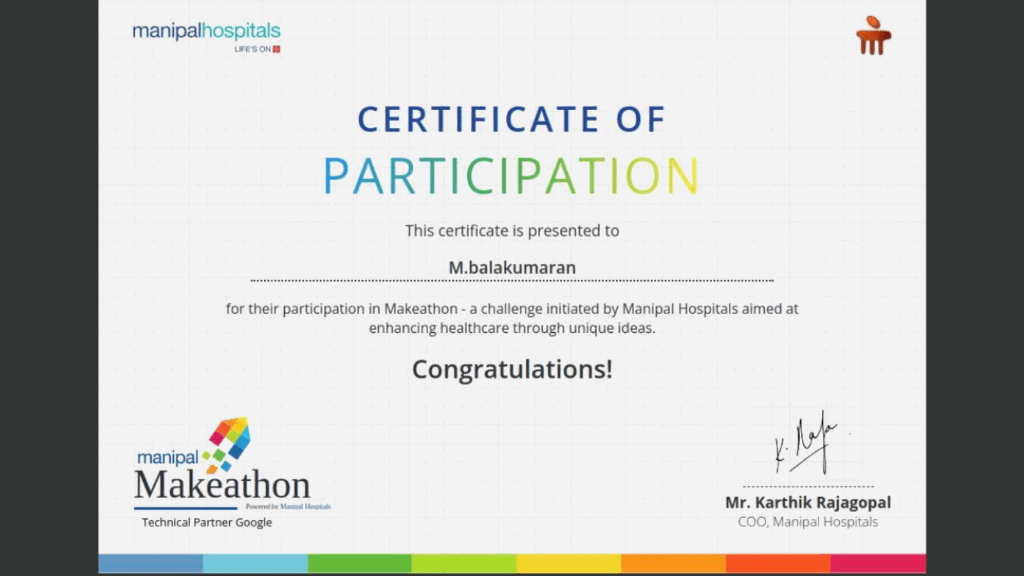 manipalhospitals
LIFE'S ON
CERTIFICATE OF
PARTICIPATION
This certificate is presented to
M.balakumaran
for their participation in Makeathon - a challenge initiated by Manipal Hospitals aimed at
enhancing healthcare through unique ideas.
Congratulations!
manipal
Makeathon
Powered by Manipal Hospitals
Technical Partner Google
K. Raja
Mr. Karthik Rajagopal
COO, Manipal Hospitals